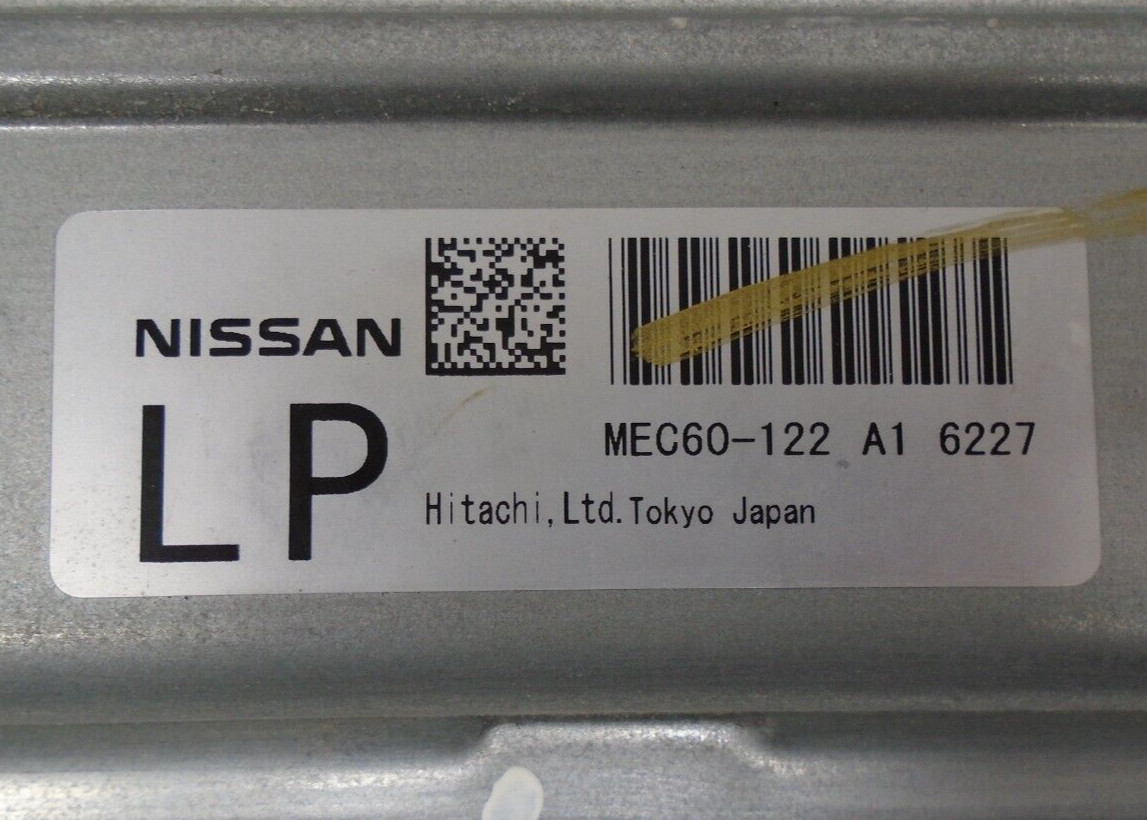 NISSAN
LP
MEC60-122 A1 6227
Hitachi,Ltd.Tokyo Japan